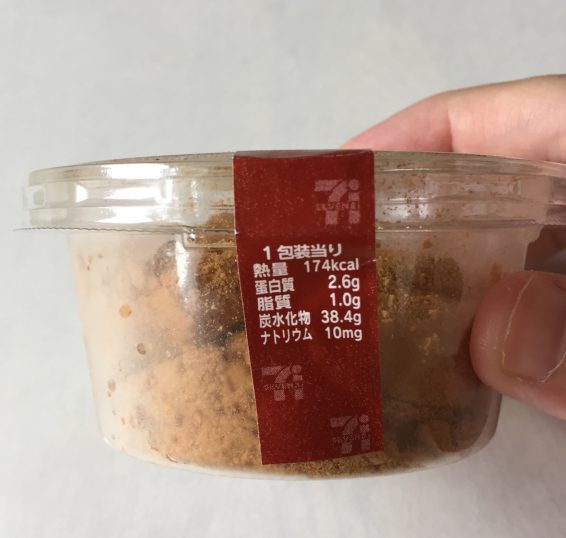 1包装当り
熱量 174kcal
蛋白質 2.6g
脂質 1.0g
炭水化物 38.4g
ナトリウム 10mg